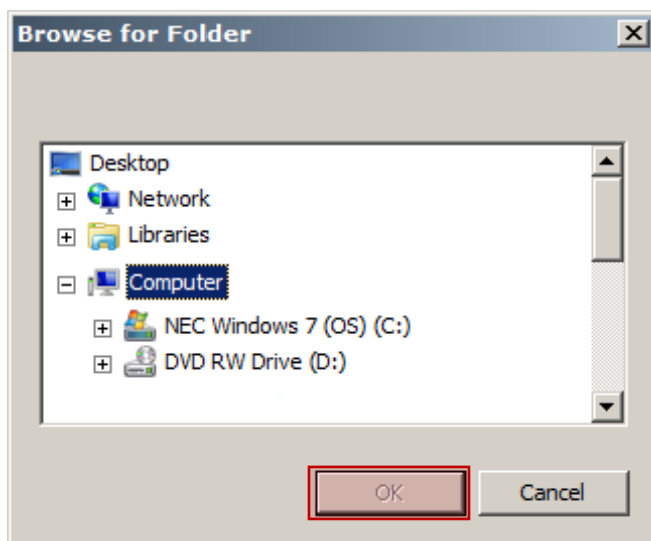 Browse for Folder
Desktop
Network
Libraries
Computer
NEC Windows 7 (OS) (C:)
DVD RW Drive (D:)
OK
Cancel